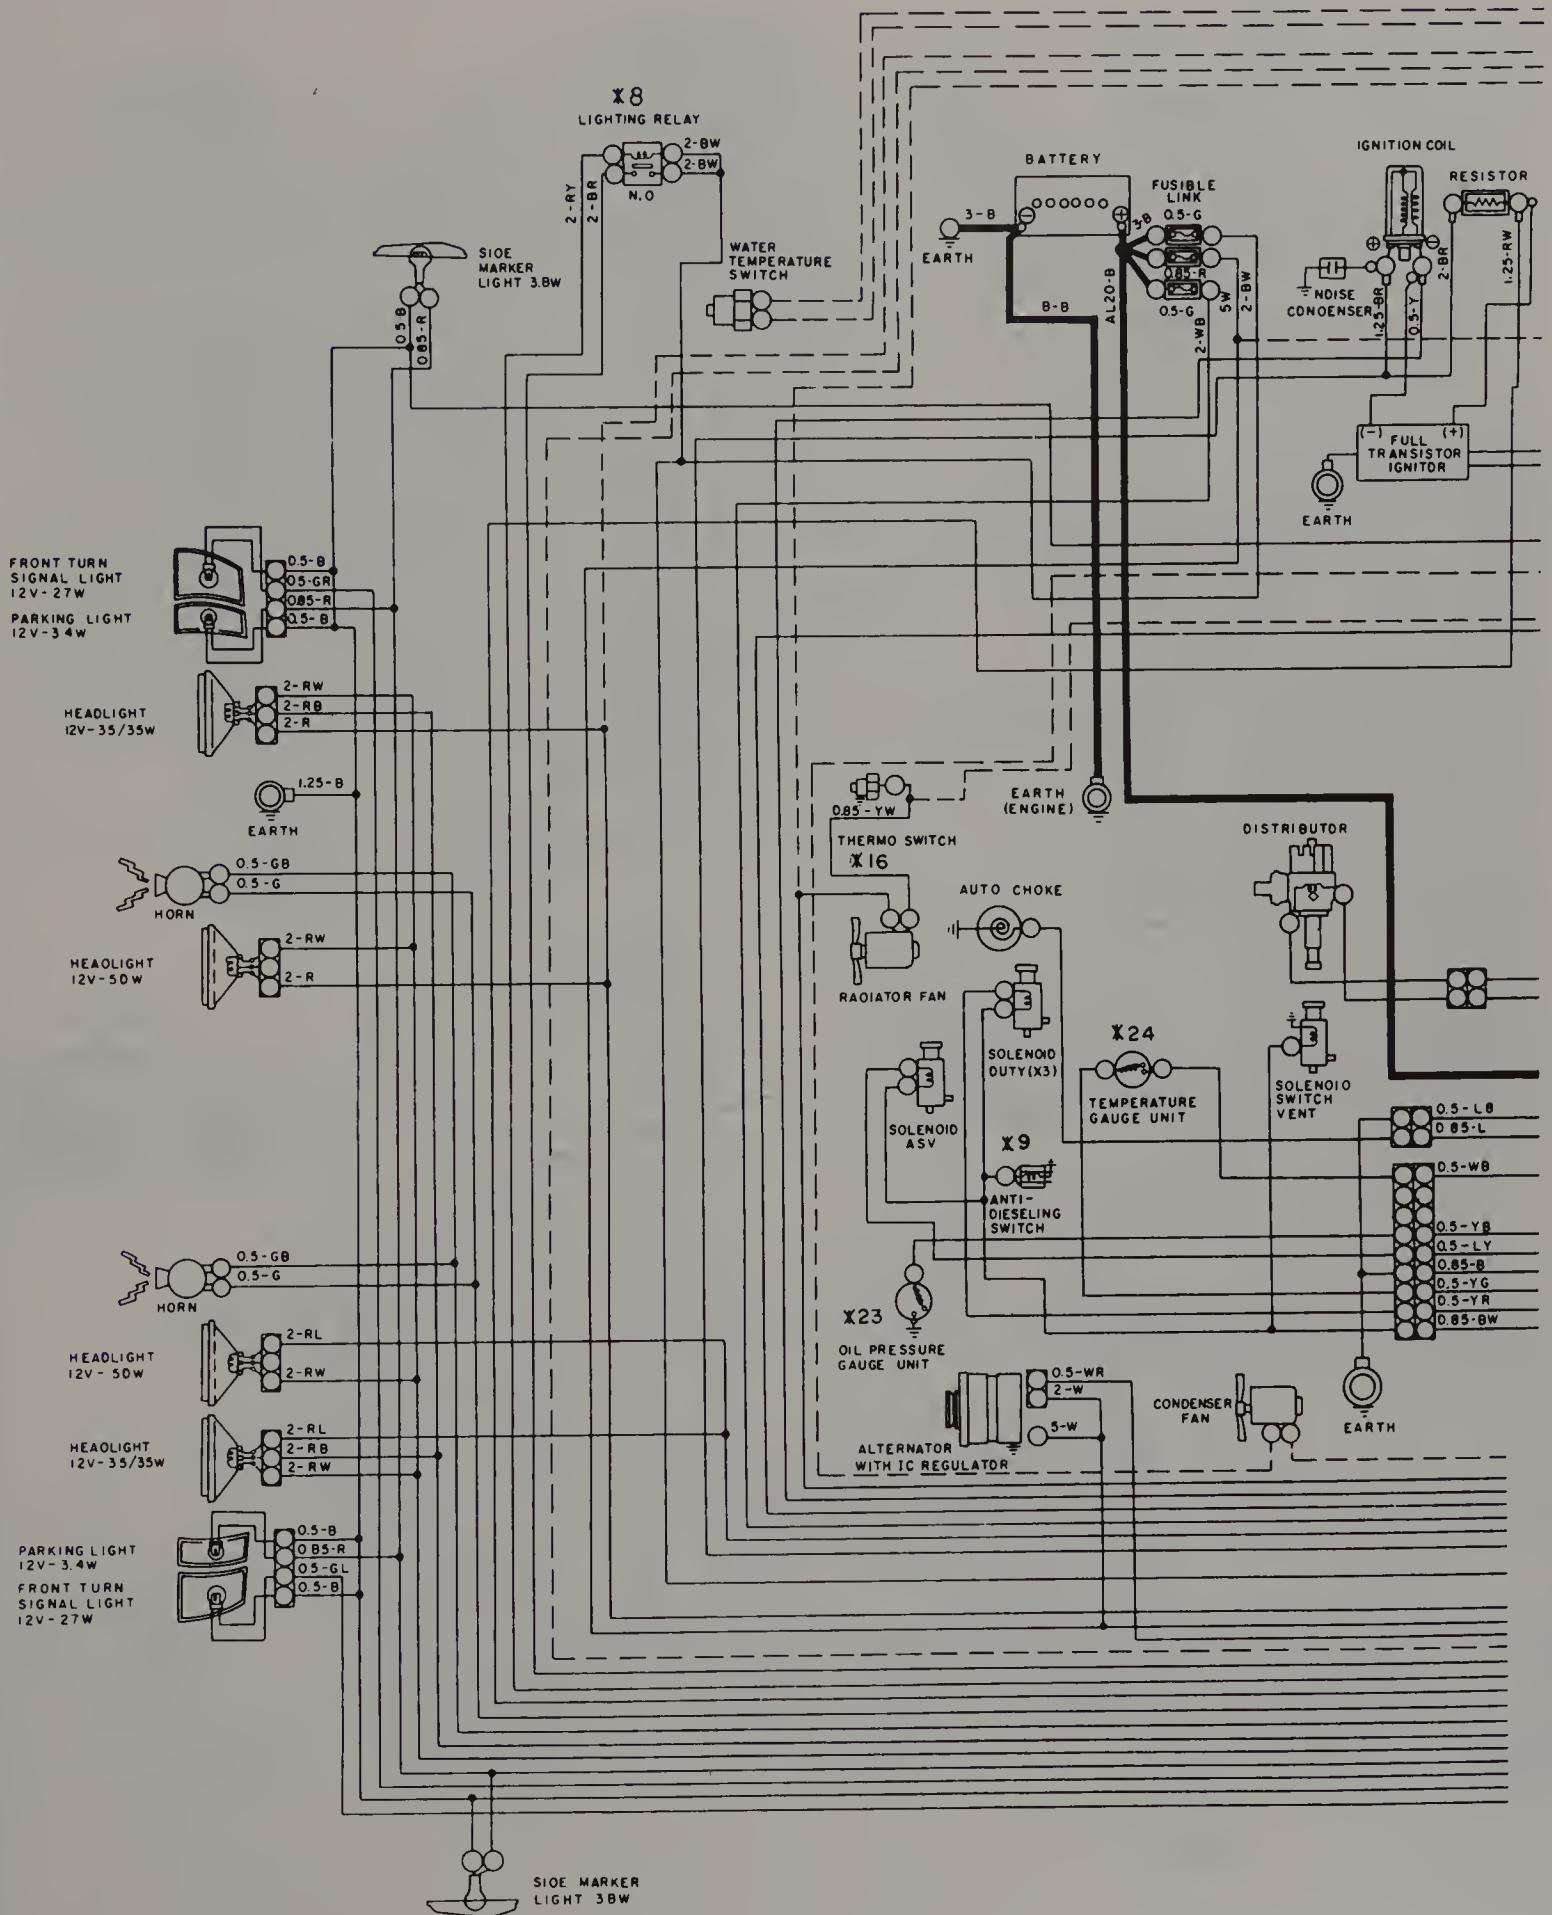 *8
LIGHTING RELAY
2-BW
2-BW
N.O
2-RY
2-BR
SIDE
MARKER
LIGHT 3.8W
0.5-B
0.85-R
WATER
TEMPERATURE
SWITCH
BATTERY
3-B
EARTH
B-B
AL20-B
3-B
FUSIBLE
LINK
0.5-G
0.85-R
0.5-G
2-WB
5W
2-BW
IGNITION COIL
RESISTOR
NOISE
CONDENSER
1.25-BR
0.5-Y
2-BR
1.25-RW
(-)
(+)
FULL
TRANSISTOR
IGNITOR
EARTH
FRONT TURN
SIGNAL LIGHT
12V-27W
PARKING LIGHT
12V-3.4W
0.5-B
0.5-GR
0.85-R
0.5-B
HEADLIGHT
12V-35/35W
2-RW
2-RB
2-R
1.25-B
EARTH
HORN
0.5-GB
0.5-G
HEADLIGHT
12V-50W
2-RW
2-R
EARTH
(ENGINE)
0.85-YW
THERMO SWITCH
*16
RADIATOR FAN
AUTO CHOKE
DISTRIBUTOR
SOLENOID
DUTY(X3)
SOLENOID
ASV
*24
TEMPERATURE
GAUGE UNIT
SOLENOID
SWITCH
VENT
*9
ANTI-
DIESELING
SWITCH
0.5-LB
0.85-L
0.5-WB
0.5-YB
0.5-LY
0.85-B
0.5-YG
0.5-YR
0.85-BW
*23
OIL PRESSURE
GAUGE UNIT
EARTH
HORN
0.5-GB
0.5-G
HEADLIGHT
12V-50W
2-RL
2-RW
HEADLIGHT
12V-35/35W
2-RL
2-RB
2-RW
ALTERNATOR
WITH IC REGULATOR
0.5-WR
2-W
5-W
CONDENSER
FAN
PARKING LIGHT
12V-3.4W
FRONT TURN
SIGNAL LIGHT
12V-27W
0.5-B
0.85-R
0.5-GL
0.5-B
SIDE MARKER
LIGHT 3.8W